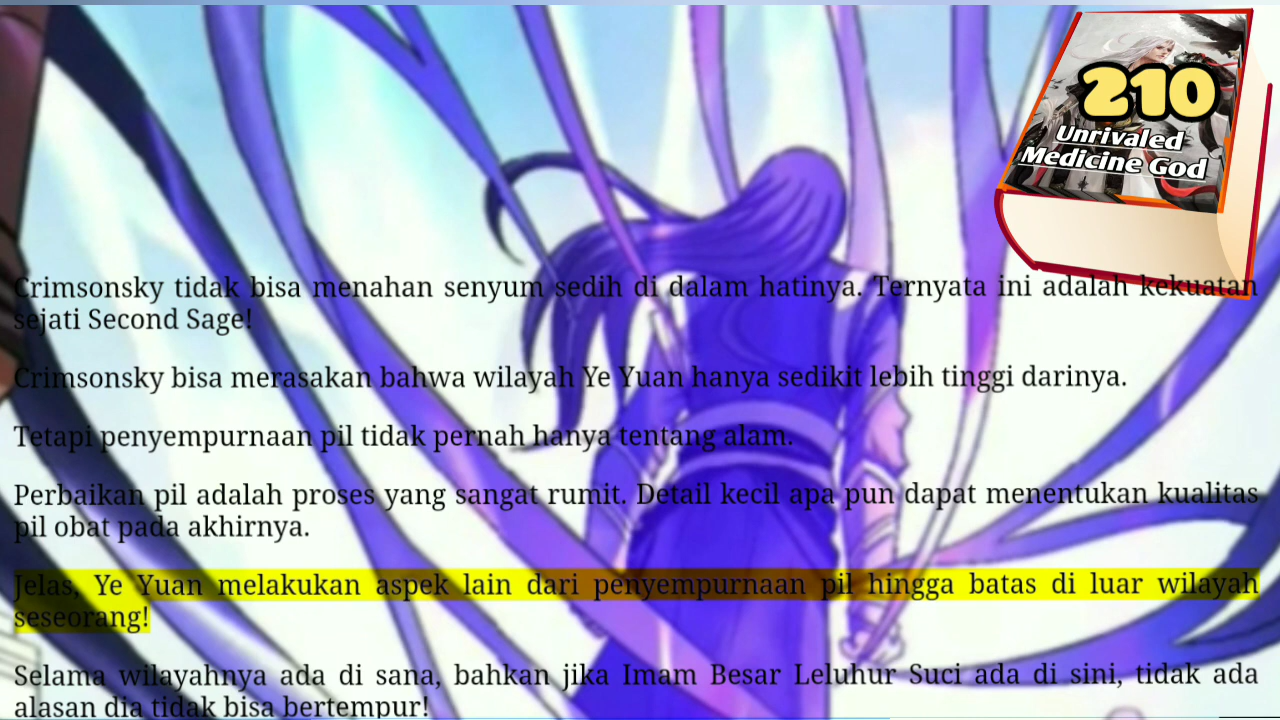 210
Unrivaled
Medicine God
Crimsonsky tidak bisa menahan senyum sedih di dalam hatinya. Ternyata ini adalah kekuatan
sejati Second Sage!
Crimsonsky bisa merasakan bahwa wilayah Ye Yuan hanya sedikit lebih tinggi darinya.
Tetapi penyempurnaan pil tidak pernah hanya tentang alam.
Perbaikan pil adalah proses yang sangat rumit. Detail kecil apa pun dapat menentukan kualitas
pil obat pada akhirnya.
Jelas, Ye Yuan melakukan aspek lain dari penyempurnaan pil hingga batas di luar wilayah
seseorang!
Selama wilayahnya ada di sana, bahkan jika Imam Besar Leluhur Suci ada di sini, tidak ada
alasan dia tidak bisa bertempur!